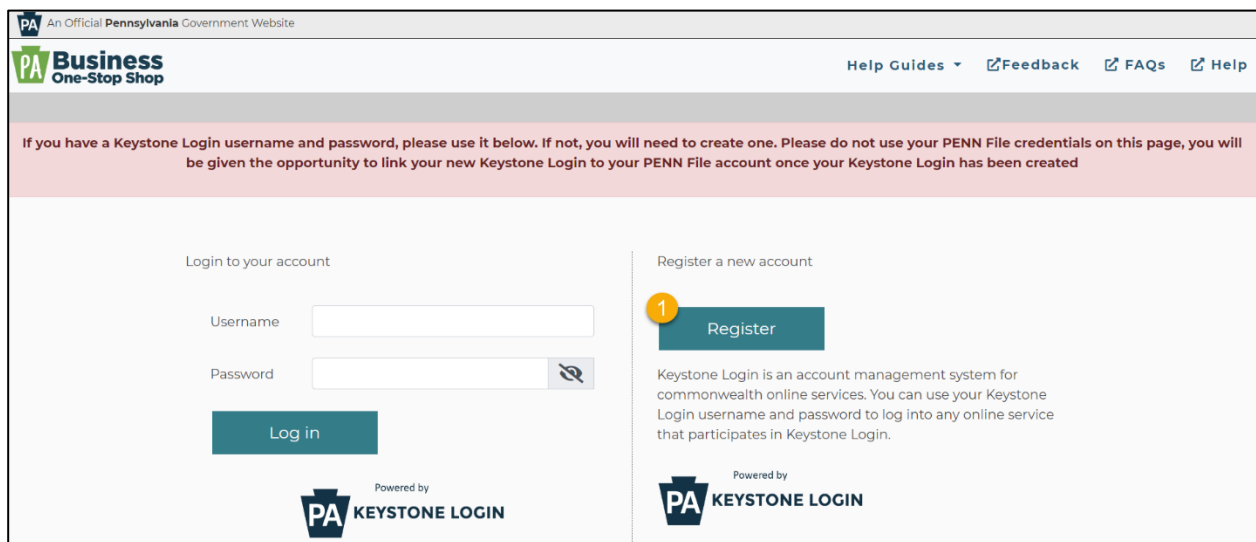 PA An Official Pennsylvania Government Website
PA Business
One-Stop Shop
Help Guides Feedback FAQs Help
If you have a Keystone Login username and password, please use it below. If not, you will need to create one. Please do not use your PENN File credentials on this page, you will
be given the opportunity to link your new Keystone Login to your PENN File account once your Keystone Login has been created
Login to your account
Username
Password
Log in
Powered by
PA KEYSTONE LOGIN
Register a new account
1
Register
Keystone Login is an account management system for
commonwealth online services. You can use your Keystone
Login username and password to log into any online service
that participates in Keystone Login.
Powered by
PA KEYSTONE LOGIN